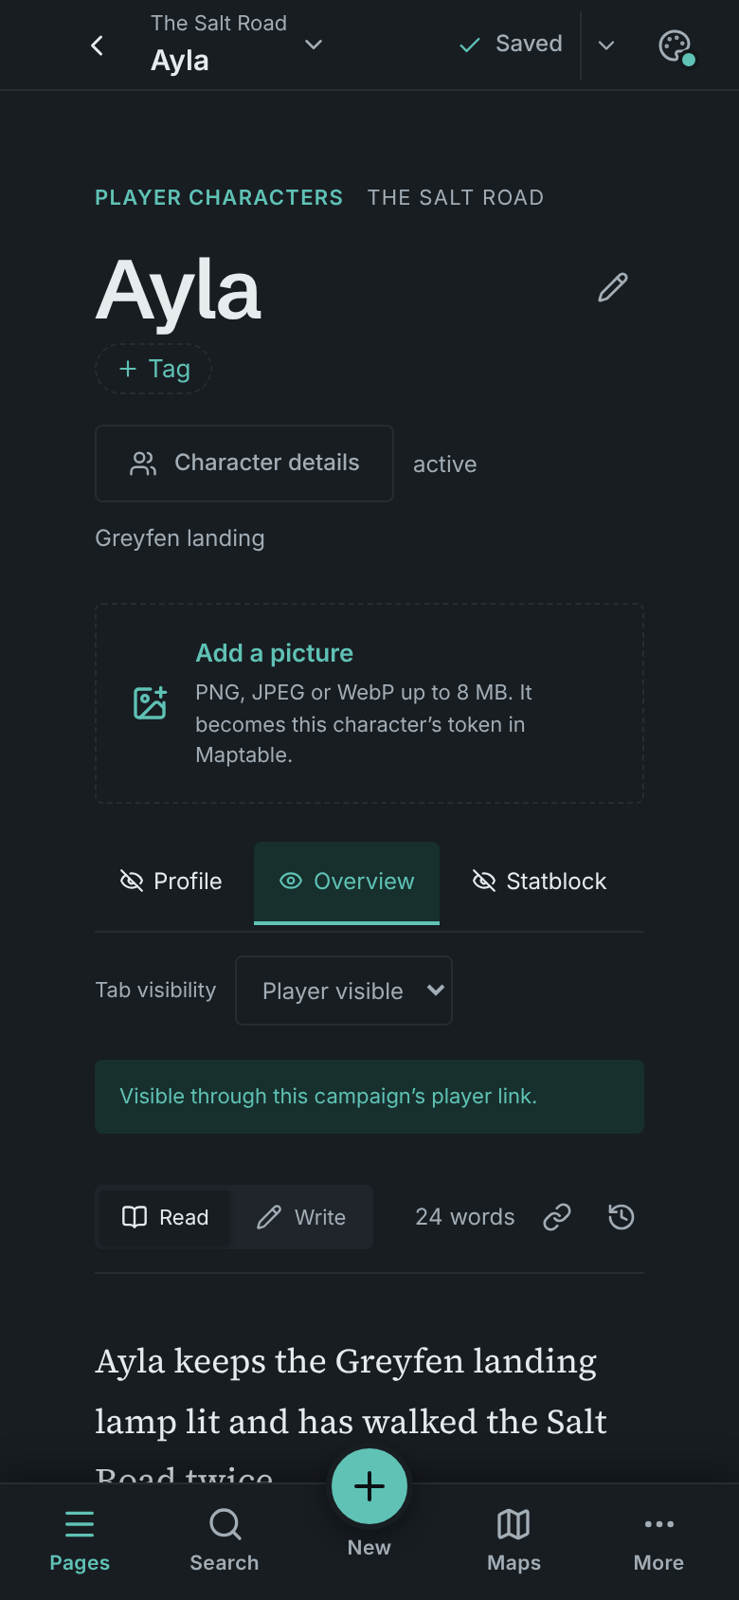 The Salt Road
Ayla
Saved
PLAYER CHARACTERS THE SALT ROAD
Ayla
+ Tag
Character details active
Greyfen landing
Add a picture
PNG, JPEG or WebP up to 8 MB. It
becomes this character’s token in
Maptable.
Profile Overview Statblock
Tab visibility Player visible
Visible through this campaign’s player link.
Read Write 24 words
Ayla keeps the Greyfen landing
lamp lit and has walked the Salt
Road twice
Pages Search New Maps More